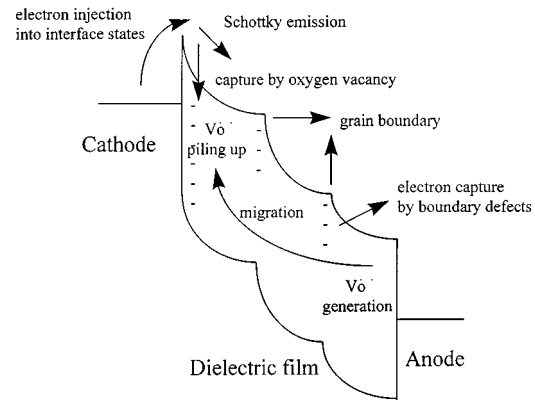 electron injection
into interface states
Schottky emission
capture by oxygen vacancy
grain boundary
Cathode
Vo¨
piling up
electron capture
by boundary defects
migration
Vo¨
generation
Dielectric film
Anode